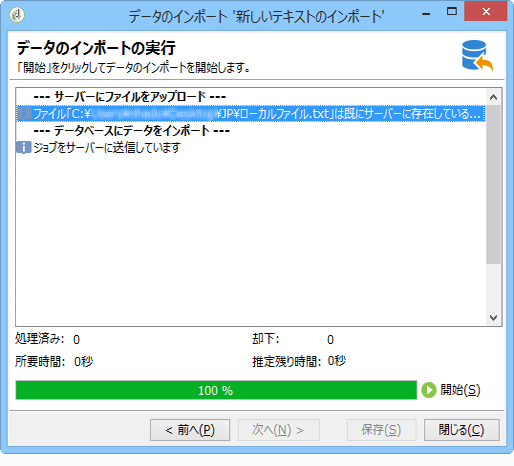 データのインポート '新しいテキストのインポート'
データのインポートの実行
「開始」をクリックしてデータのインポートを開始します。
--- サーバーにファイルをアップロード ---
ファイル「C:¥ ¥JP¥ローカルファイル.txt」は既にサーバーに存在している...
--- データベースにデータをインポート ---
ジョブをサーバーに送信しています
処理済み: 0 却下: 0
所要時間: 0秒 推定残り時間: 0秒
100 % 開始(S)
< 前へ(P) 次へ(N) > 保存(S) 閉じる(C)